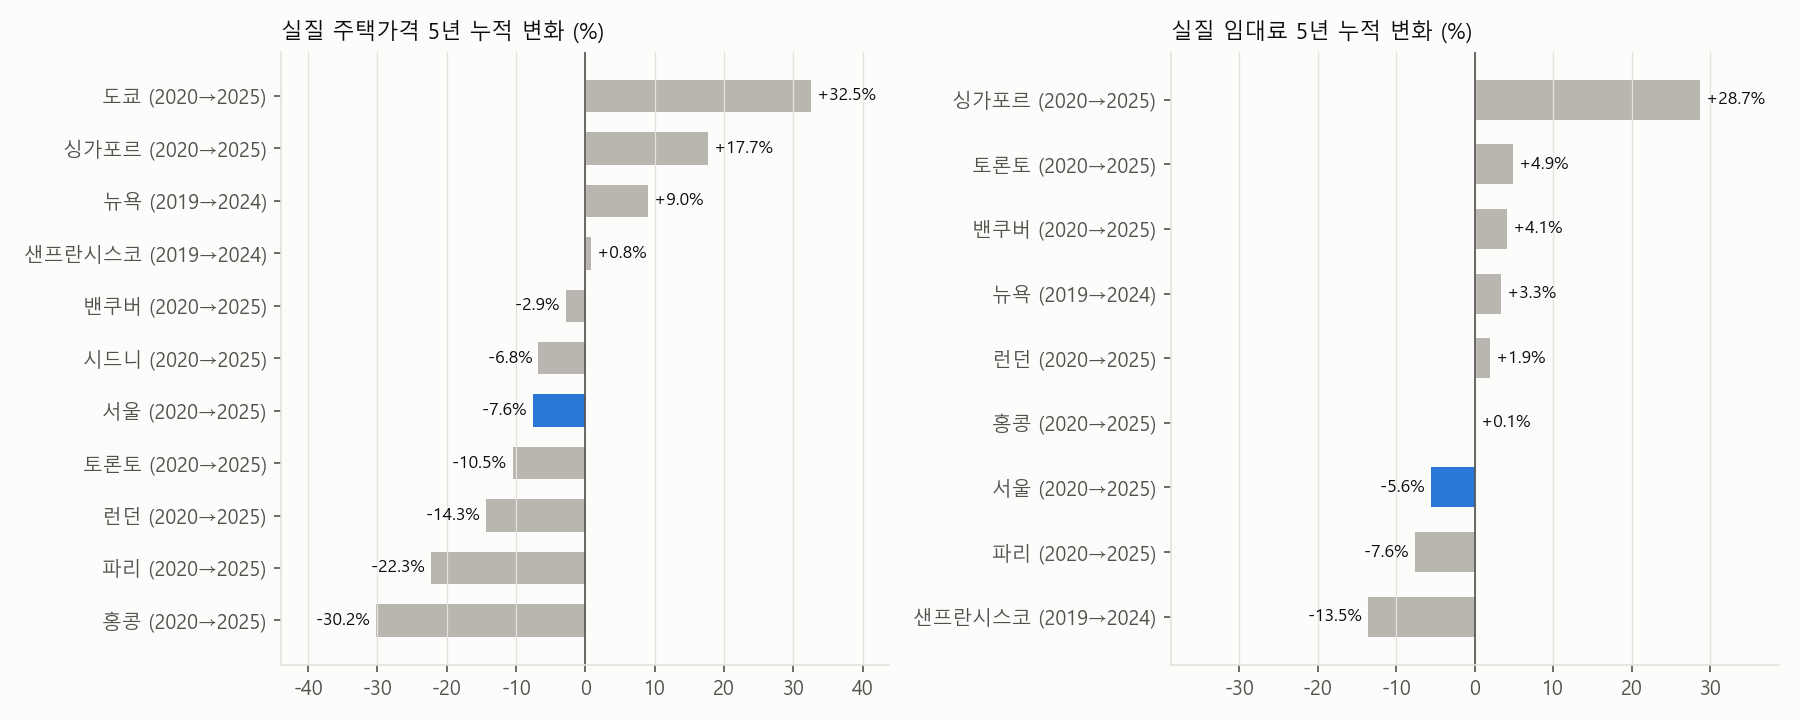 실질 주택가격 5년 누적 변화 (%)
도쿄 (2020→2025)
+32.5%
싱가포르 (2020→2025)
+17.7%
뉴욕 (2019→2024)
+9.0%
샌프란시스코 (2019→2024)
+0.8%
밴쿠버 (2020→2025)
-2.9%
시드니 (2020→2025)
-6.8%
서울 (2020→2025)
-7.6%
토론토 (2020→2025)
-10.5%
런던 (2020→2025)
-14.3%
파리 (2020→2025)
-22.3%
홍콩 (2020→2025)
-30.2%
-40 -30 -20 -10 0 10 20 30 40
실질 임대료 5년 누적 변화 (%)
싱가포르 (2020→2025)
+28.7%
토론토 (2020→2025)
+4.9%
밴쿠버 (2020→2025)
+4.1%
뉴욕 (2019→2024)
+3.3%
런던 (2020→2025)
+1.9%
홍콩 (2020→2025)
+0.1%
서울 (2020→2025)
-5.6%
파리 (2020→2025)
-7.6%
샌프란시스코 (2019→2024)
-13.5%
-30 -20 -10 0 10 20 30